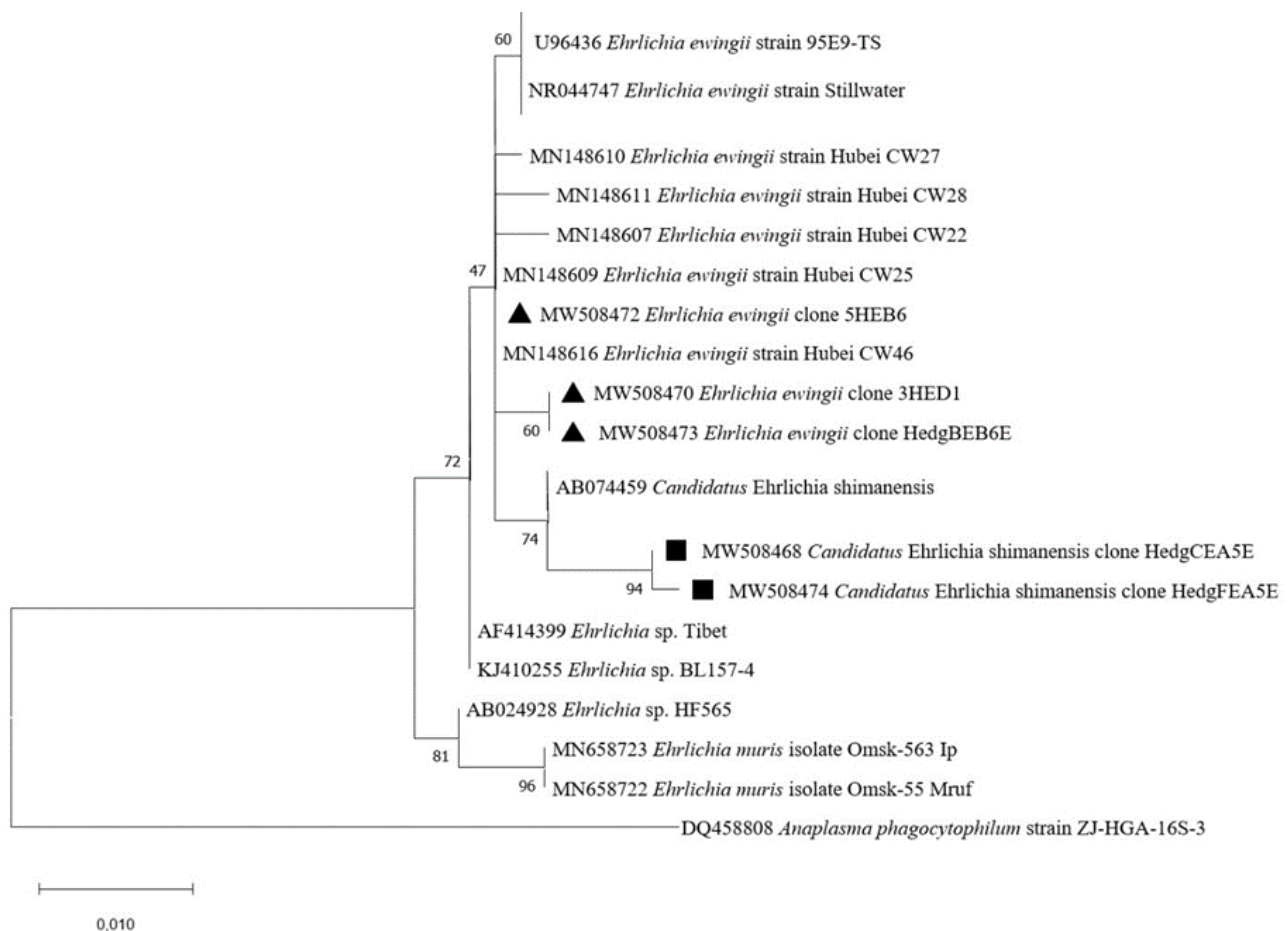 60
U96436 Ehrlichia ewingii strain 95E9-TS
NR044747 Ehrlichia ewingii strain Stillwater
MN148610 Ehrlichia ewingii strain Hubei CW27
MN148611 Ehrlichia ewingii strain Hubei CW28
MN148607 Ehrlichia ewingii strain Hubei CW22
47
MN148609 Ehrlichia ewingii strain Hubei CW25
MW508472 Ehrlichia ewingii clone 5HEB6
MN148616 Ehrlichia ewingii strain Hubei CW46
MW508470 Ehrlichia ewingii clone 3HED1
60
MW508473 Ehrlichia ewingii clone HedgBEB6E
72
AB074459 Candidatus Ehrlichia shimanensis
74
MW508468 Candidatus Ehrlichia shimanensis clone HedgCEA5E
94
MW508474 Candidatus Ehrlichia shimanensis clone HedgFEA5E
AF414399 Ehrlichia sp. Tibet
KJ410255 Ehrlichia sp. BL157-4
AB024928 Ehrlichia sp. HF565
81
MN658723 Ehrlichia muris isolate Omsk-563 Ip
96
MN658722 Ehrlichia muris isolate Omsk-55 Mruf
DQ458808 Anaplasma phagocytophilum strain ZJ-HGA-16S-3
0,010